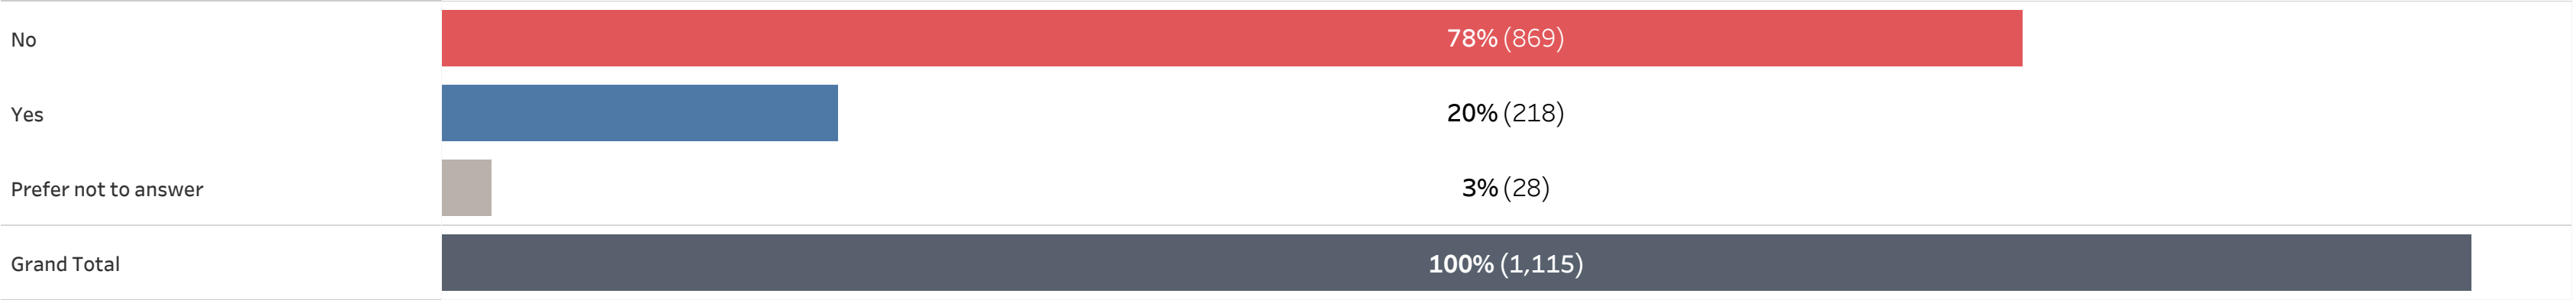 No 78% (869)
Yes 20% (218)
Prefer not to answer 3% (28)
Grand Total 100% (1,115)